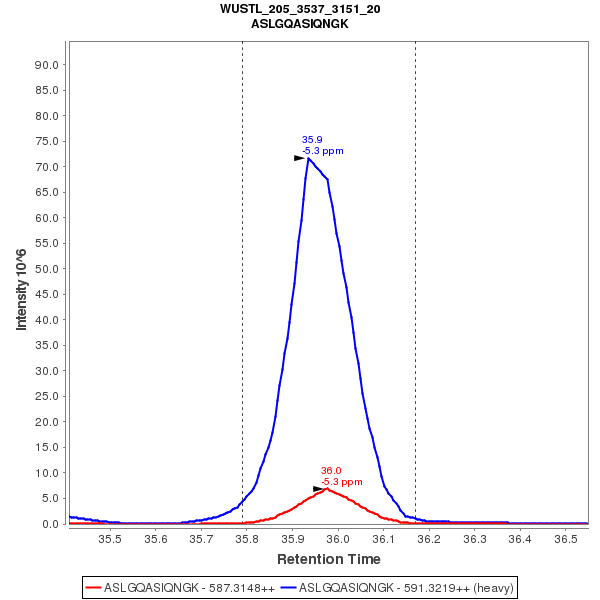 WUSTL_205_3537_3151_20
ASLGQASIQNGK
90.0
85.0
80.0
75.0
70.0
65.0
60.0
55.0
50.0
45.0
40.0
35.0
30.0
25.0
20.0
15.0
10.0
5.0
0.0
Intensity 10^6
35.9
-5.3 ppm
36.0
-5.3 ppm
35.5 35.6 35.7 35.8 35.9 36.0 36.1 36.2 36.3 36.4 36.5
Retention Time
ASLGQASIQNGK - 587.3148++ ASLGQASIQNGK - 591.3219++ (heavy)